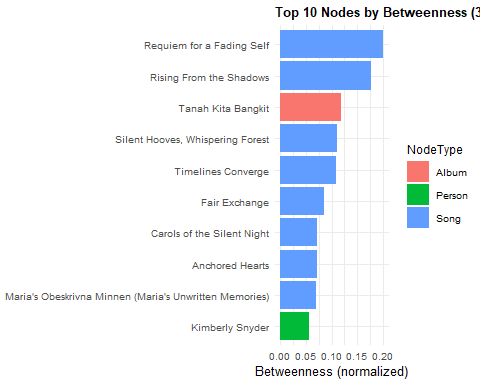 Top 10 Nodes by Betweenness (3
Requiem for a Fading Self
Rising From the Shadows
Tanah Kita Bangkit
Silent Hooves, Whispering Forest
Timelines Converge
Fair Exchange
Carols of the Silent Night
Anchored Hearts
Maria's Obeskrivna Minnen (Maria's Unwritten Memories)
Kimberly Snyder
NodeType
Album
Person
Song
0.00 0.05 0.10 0.15 0.20
Betweenness (normalized)